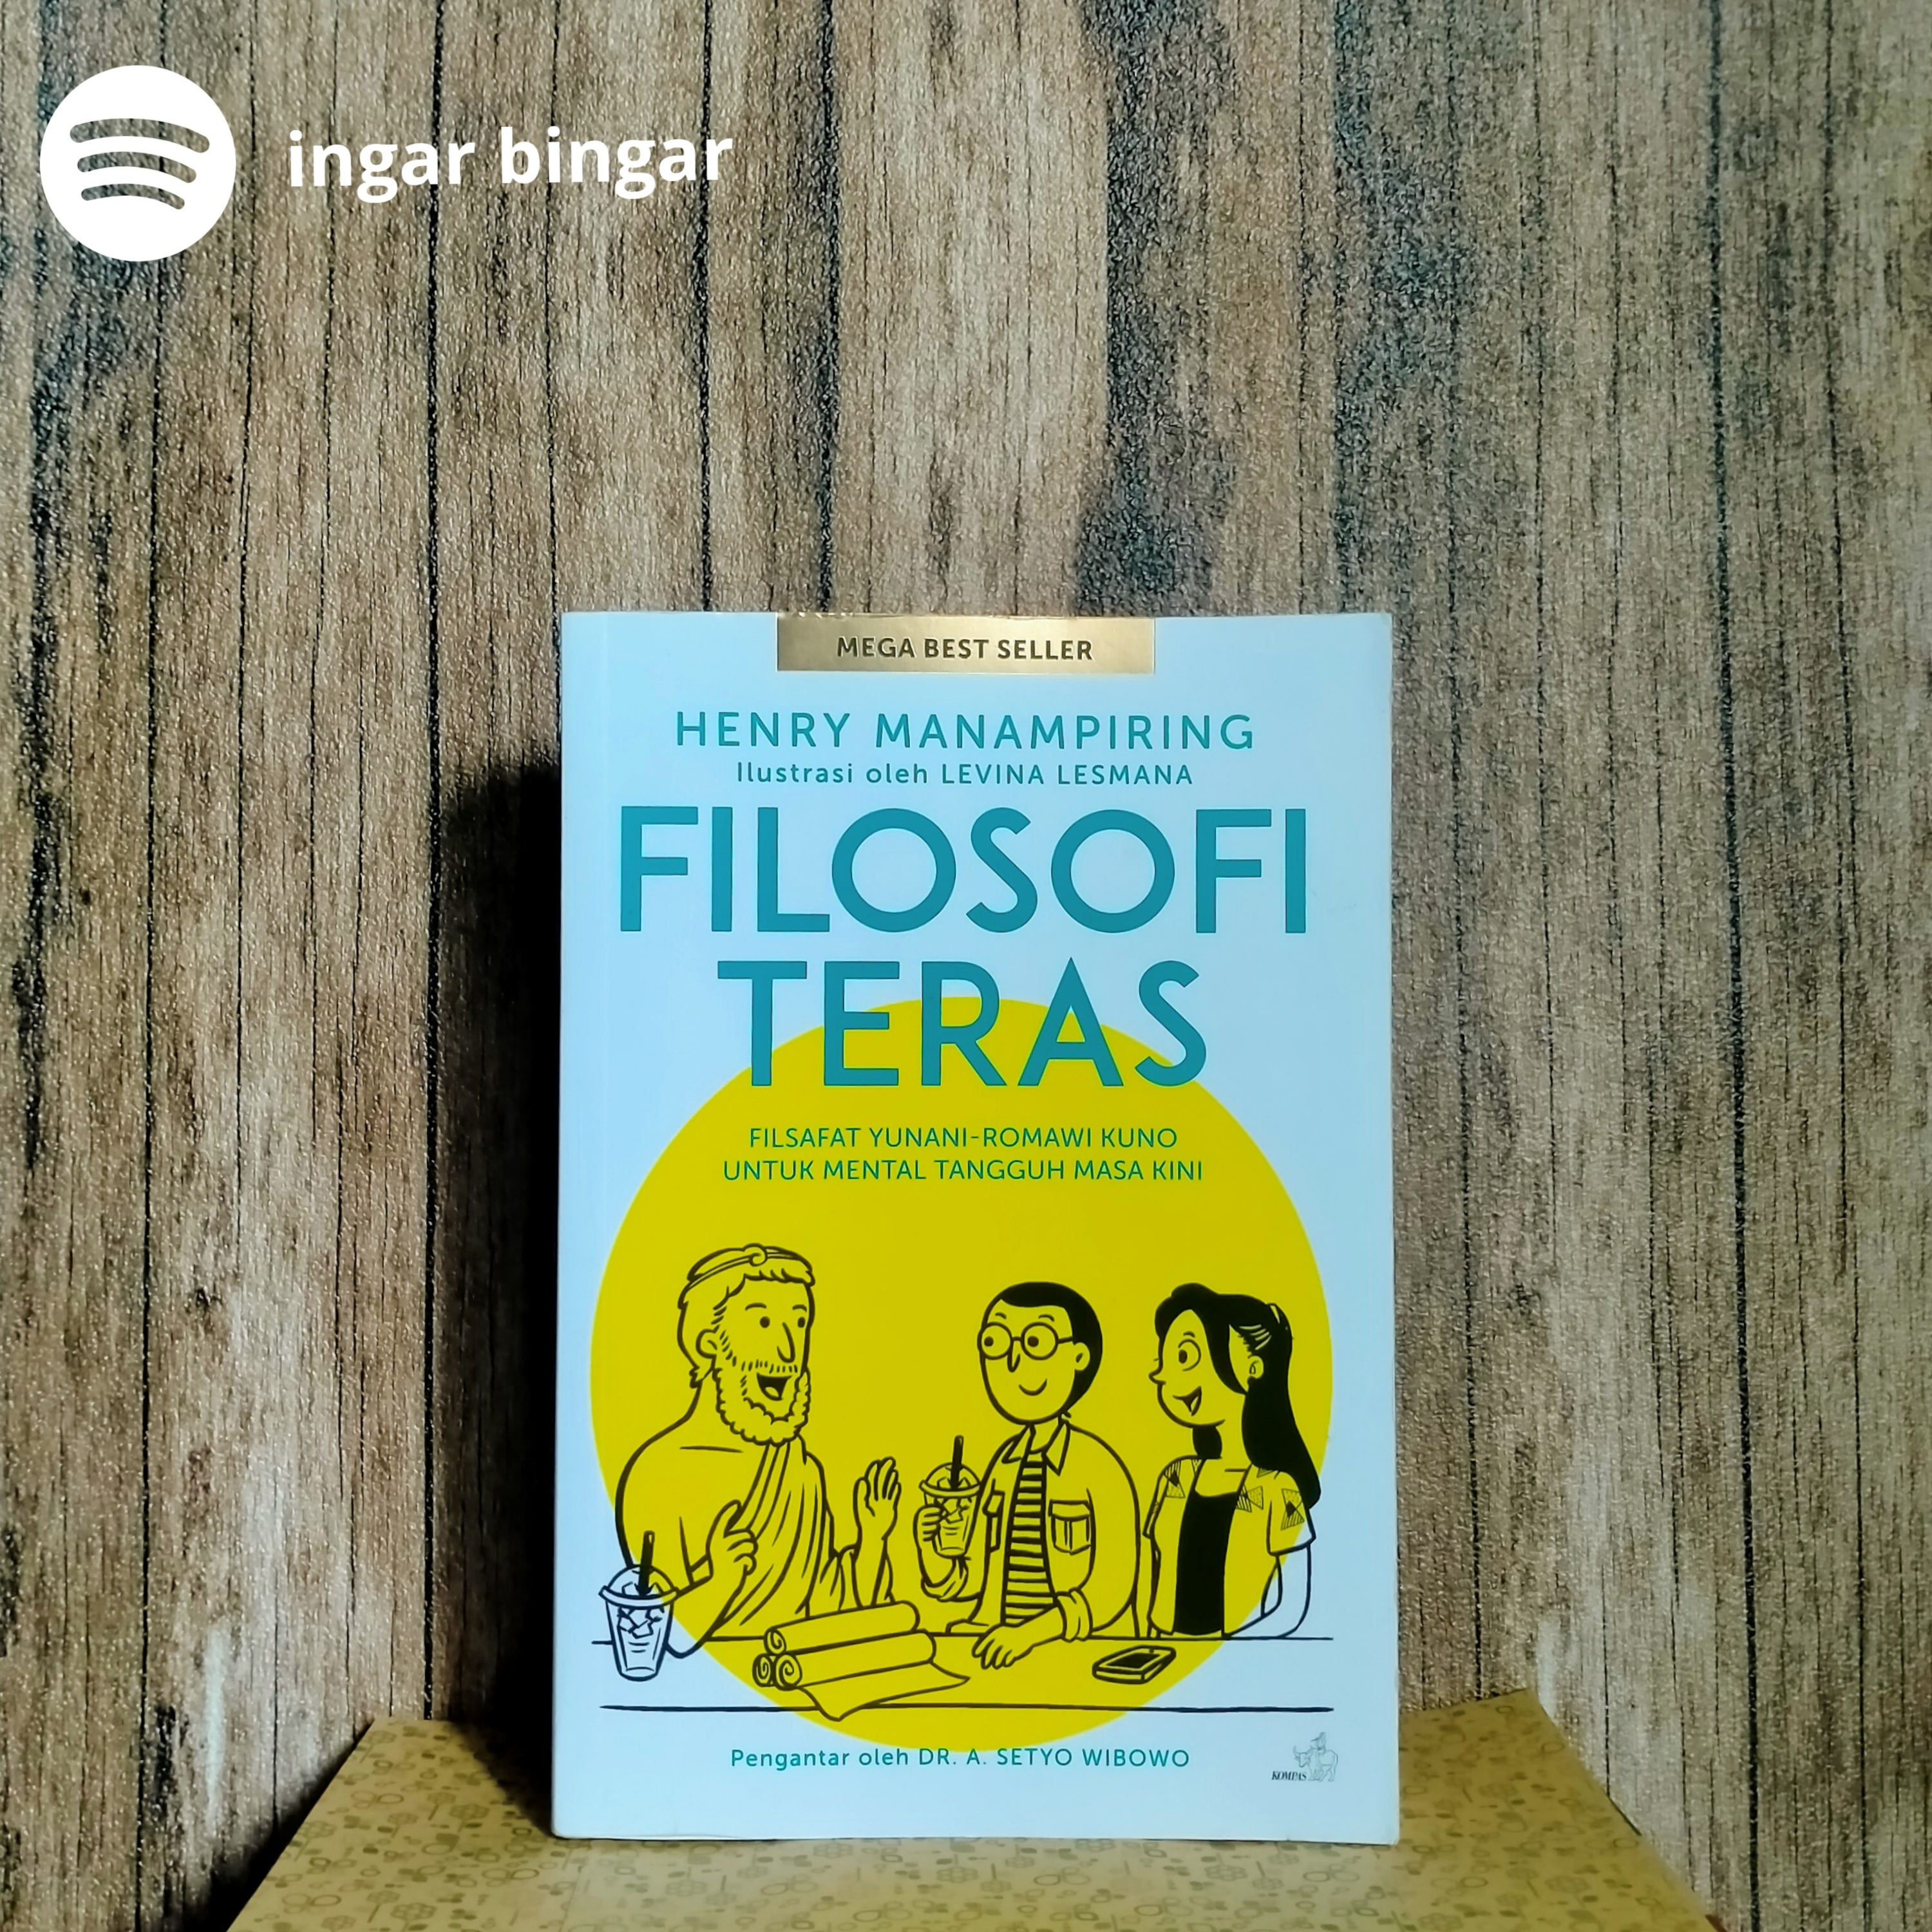 ingar bingar
MEGA BEST SELLER
HENRY MANAMPIRING
Ilustrasi oleh LEVINA LESMANA
FILOSOFI
TERAS
FILSAFAT YUNANI-ROMAWI KUNO
UNTUK MENTAL TANGGUH MASA KINI
Pengantar oleh DR. A. SETYO WIBOWO
KOMPAS